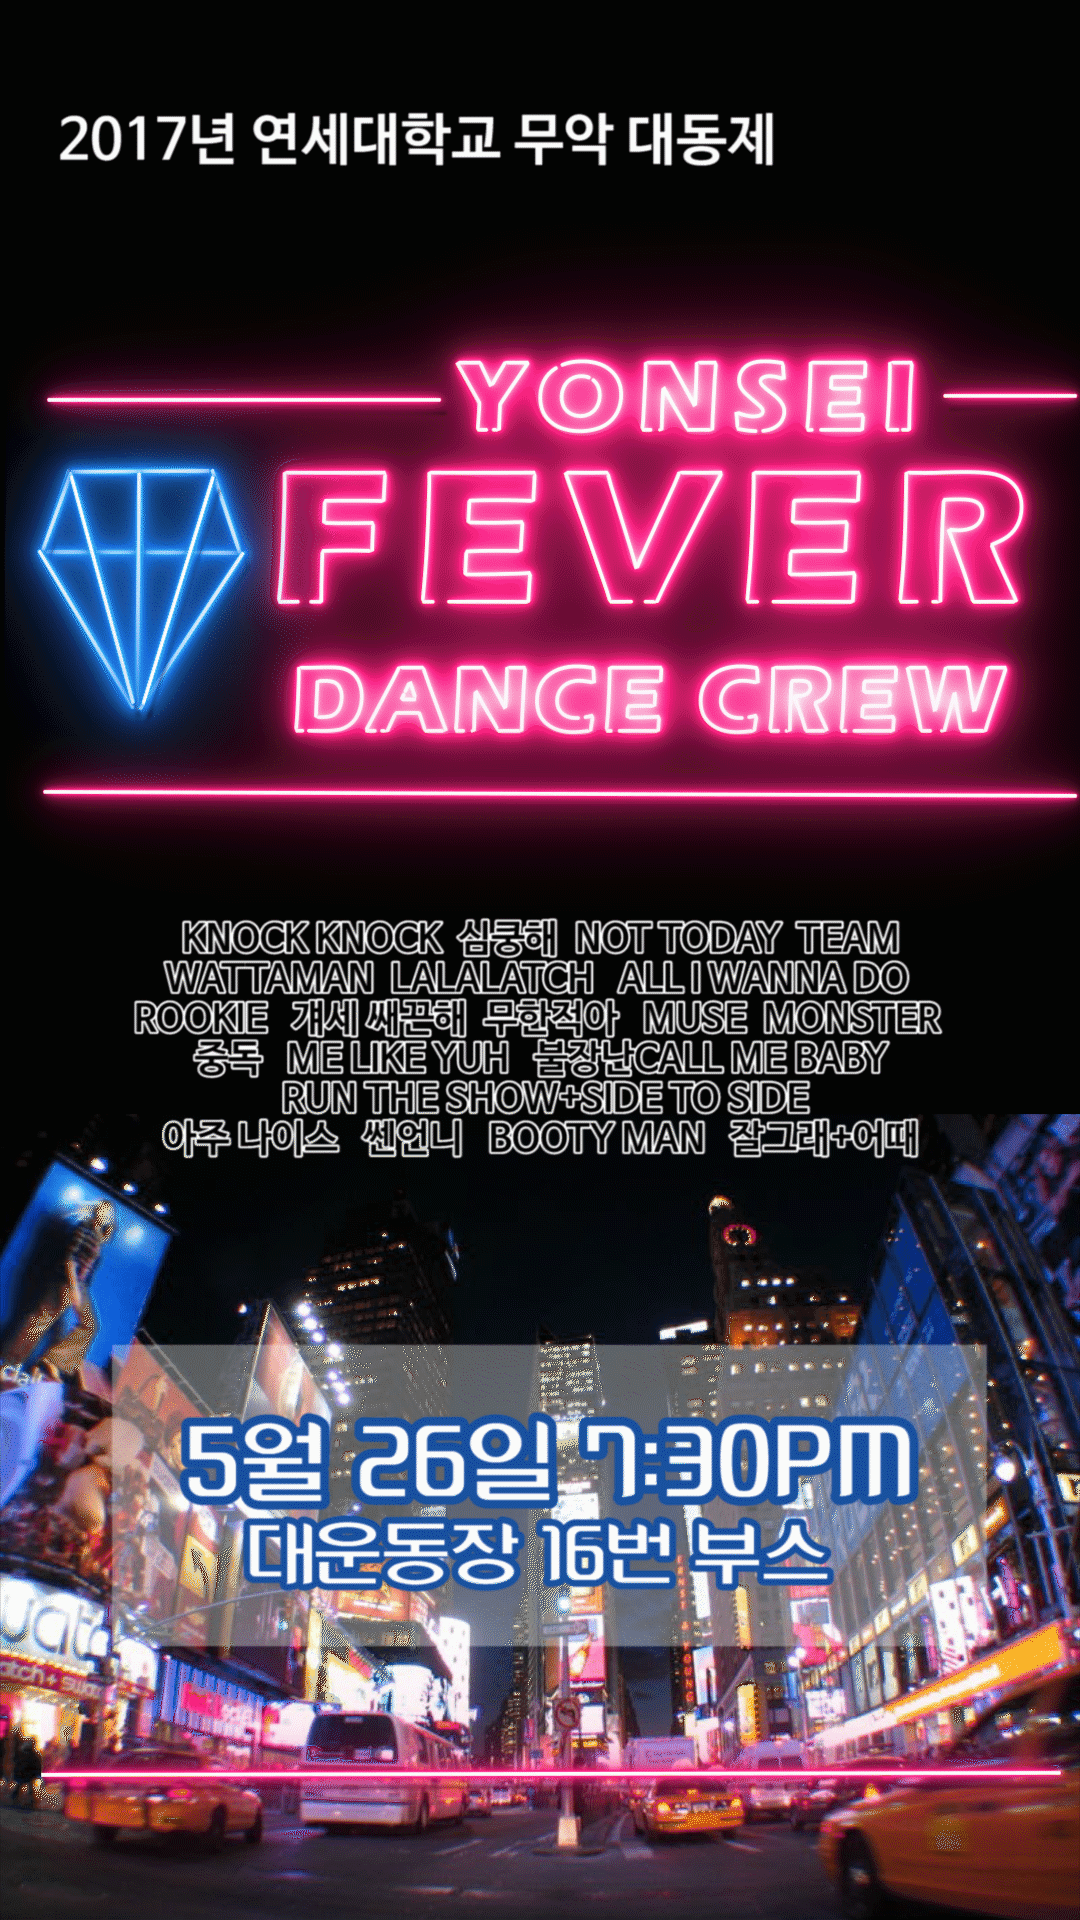 2017년 연세대학교 무악 대동제
YONSEI
FEVER
DANCE CREW
KNOCK KNOCK 심쿵해 NOT TODAY TEAM
WATTAMAN LALALATCH ALL I WANNA DO
ROOKIE 걔세 쌔끈해 무한적아 MUSE MONSTER
중독 ME LIKE YUH 불장난CALL ME BABY
RUN THE SHOW+SIDE TO SIDE
아주 나이스 쎈언니 BOOTY MAN 잘그래+어때
5월 26일 7:30PM
대운동장 16번 부스